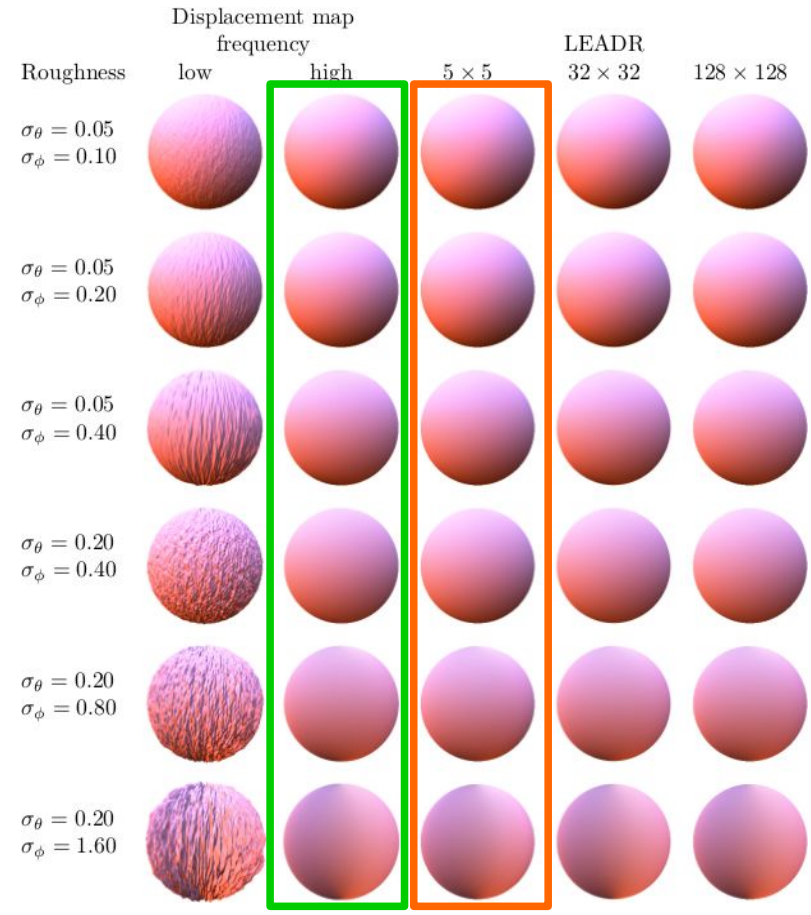 Displacement map
frequency LEADR
Roughness low high 5 × 5 32 × 32 128 × 128
σθ = 0.05
σϕ = 0.10
σθ = 0.05
σϕ = 0.20
σθ = 0.05
σϕ = 0.40
σθ = 0.20
σϕ = 0.40
σθ = 0.20
σϕ = 0.80
σθ = 0.20
σϕ = 1.60